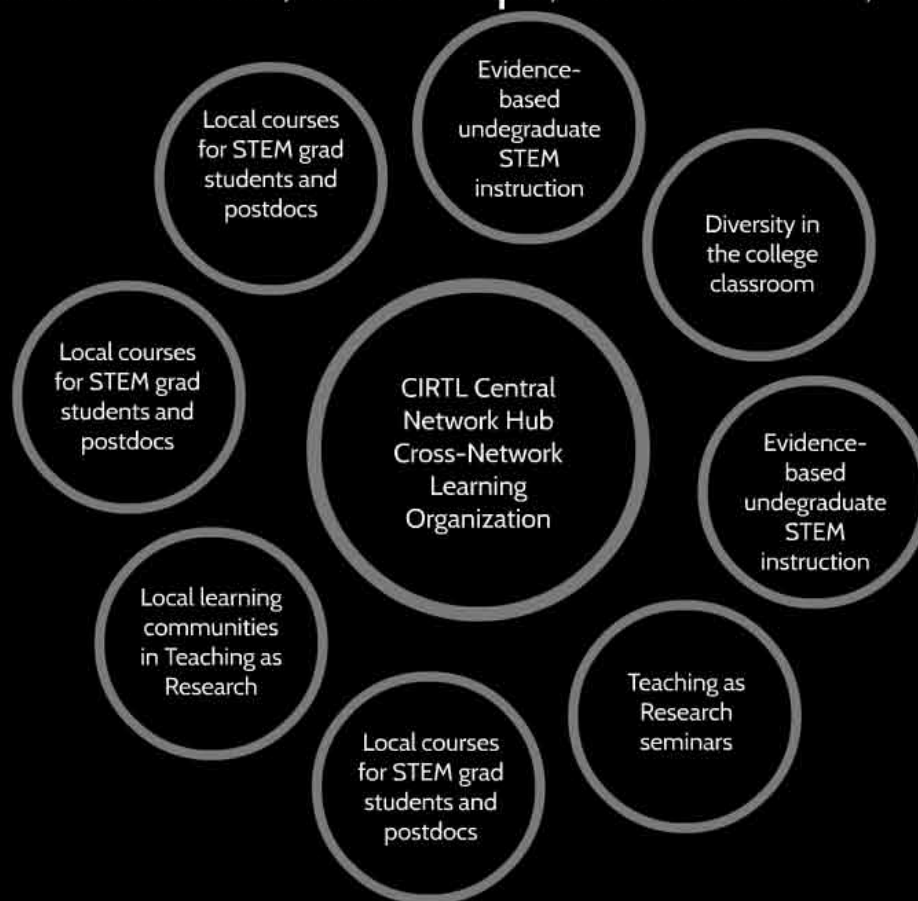 Evidence-
based
undegraduate
STEM
instruction
Local courses
for STEM grad
students and
postdocs
Diversity in
the college
classroom
Local courses
for STEM grad
students and
postdocs
CIRTL Central
Network Hub
Cross-Network
Learning
Organization
Evidence-
based
undegraduate
STEM
instruction
Local learning
communities
in Teaching as
Research
Teaching as
Research
seminars
Local courses
for STEM grad
students and
postdocs